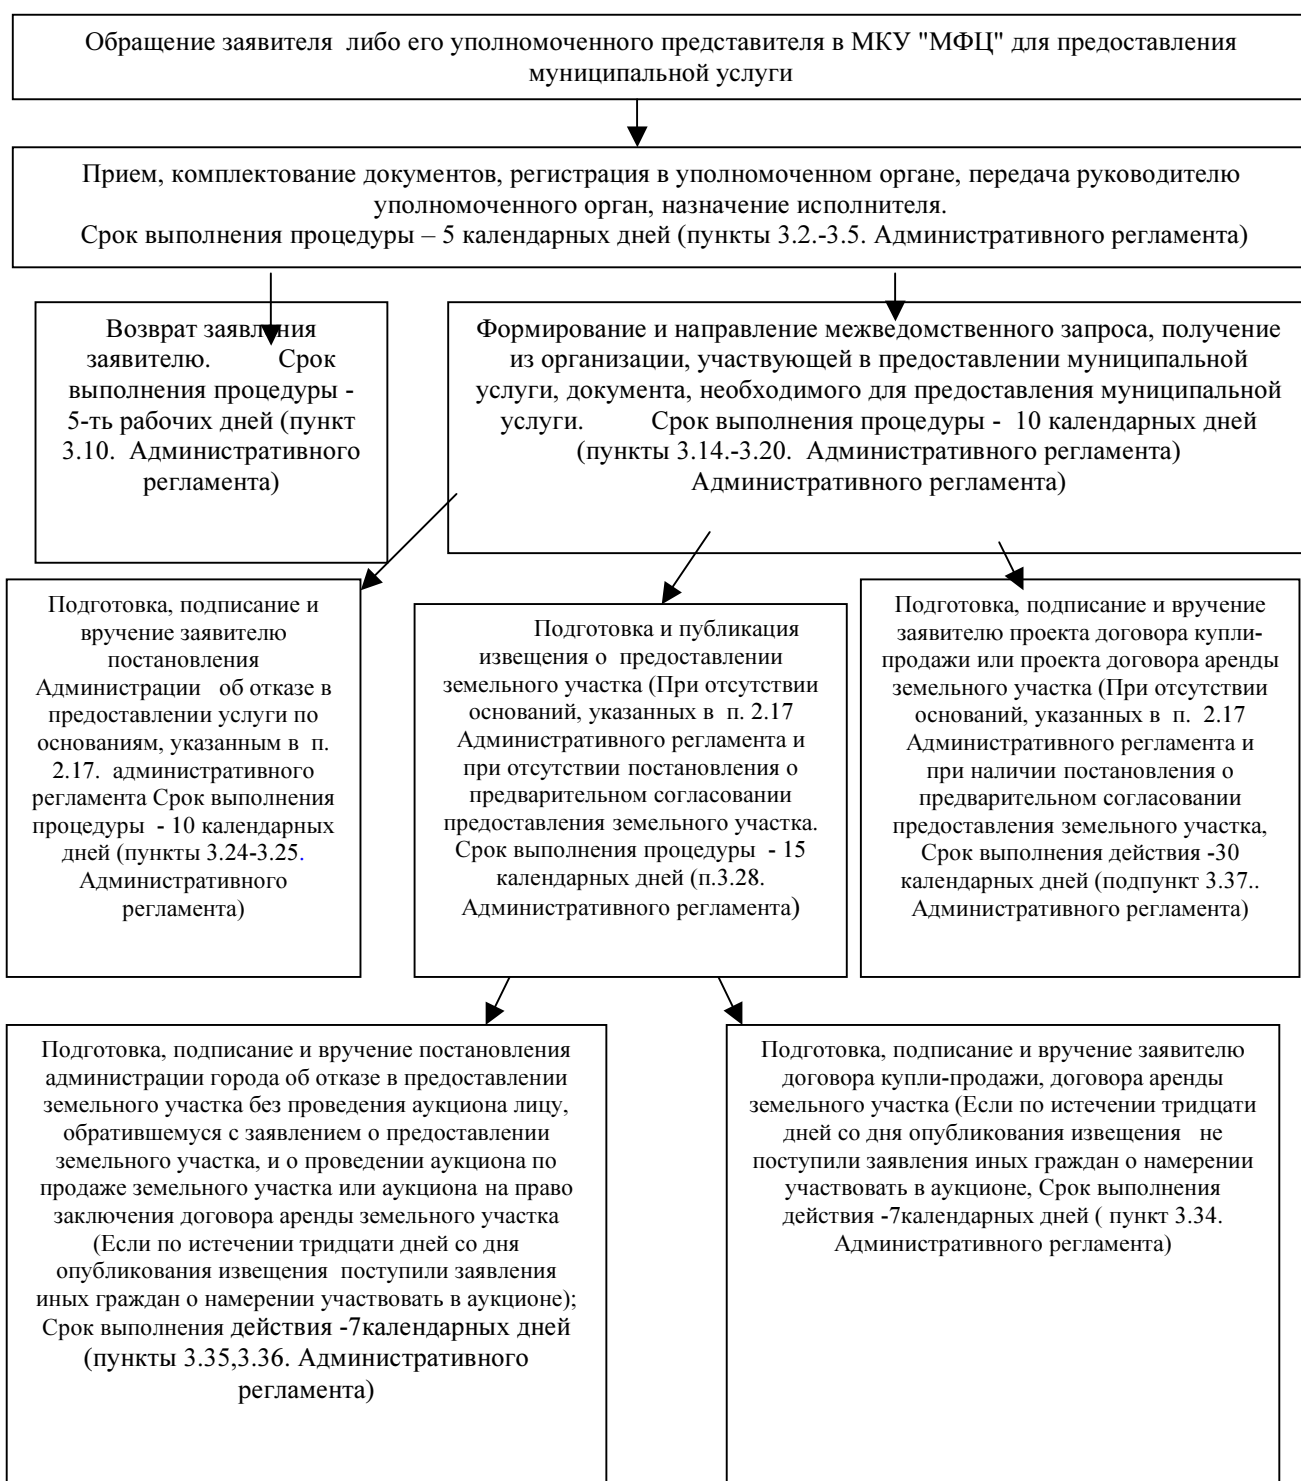 Обращение заявителя либо его уполномоченного представителя в МКУ "МФЦ" для предоставления
муниципальной услуги
Прием, комплектование документов, регистрация в уполномоченном органе, передача руководителю
уполномоченного орган, назначение исполнителя.
Срок выполнения процедуры – 5 календарных дней (пункты 3.2.-3.5. Административного регламента)
Возврат заявления
заявителю. Срок
выполнения процедуры -
5-ть рабочих дней (пункт
3.10. Административного
регламента)
Формирование и направление межведомственного запроса, получение
из организации, участвующей в предоставлении муниципальной
услуги, документа, необходимого для предоставления муниципальной
услуги. Срок выполнения процедуры - 10 календарных дней
(пункты 3.14.-3.20. Административного регламента)
Административного регламента)
Подготовка, подписание и
вручение заявителю
постановления
Администрации об отказе в
предоставлении услуги по
основаниям, указанным в п.
2.17. административного
регламента Срок выполнения
процедуры - 10 календарных
дней (пункты 3.24-3.25.
Административного
регламента)
Подготовка и публикация
извещения о предоставлении
земельного участка (При отсутствии
оснований, указанных в п. 2.17
Административного регламента и
при отсутствии постановления о
предварительном согласовании
предоставления земельного участка.
Срок выполнения процедуры - 15
календарных дней (п.3.28.
Административного регламента)
Подготовка, подписание и вручение
заявителю проекта договора купли-
продажи или проекта договора аренды
земельного участка (При отсутствии
оснований, указанных в п. 2.17
Административного регламента и
при наличии постановления о
предварительном согласовании
предоставления земельного участка,
Срок выполнения действия -30
календарных дней (подпункт 3.37..
Административного регламента)
Подготовка, подписание и вручение постановления
администрации города об отказе в предоставлении
земельного участка без проведения аукциона лицу,
обратившемуся с заявлением о предоставлении
земельного участка, и о проведении аукциона по
продаже земельного участка или аукциона на право
заключения договора аренды земельного участка
(Если по истечении тридцати дней со дня
опубликования извещения поступили заявления
иных граждан о намерении участвовать в аукционе);
Срок выполнения действия -7календарных дней
(пункты 3.35,3.36. Административного
регламента)
Подготовка, подписание и вручение заявителю
договора купли-продажи, договора аренды
земельного участка (Если по истечении тридцати
дней со дня опубликования извещения не
поступили заявления иных граждан о намерении
участвовать в аукционе, Срок выполнения
действия -7календарных дней ( пункт 3.34.
Административного регламента)